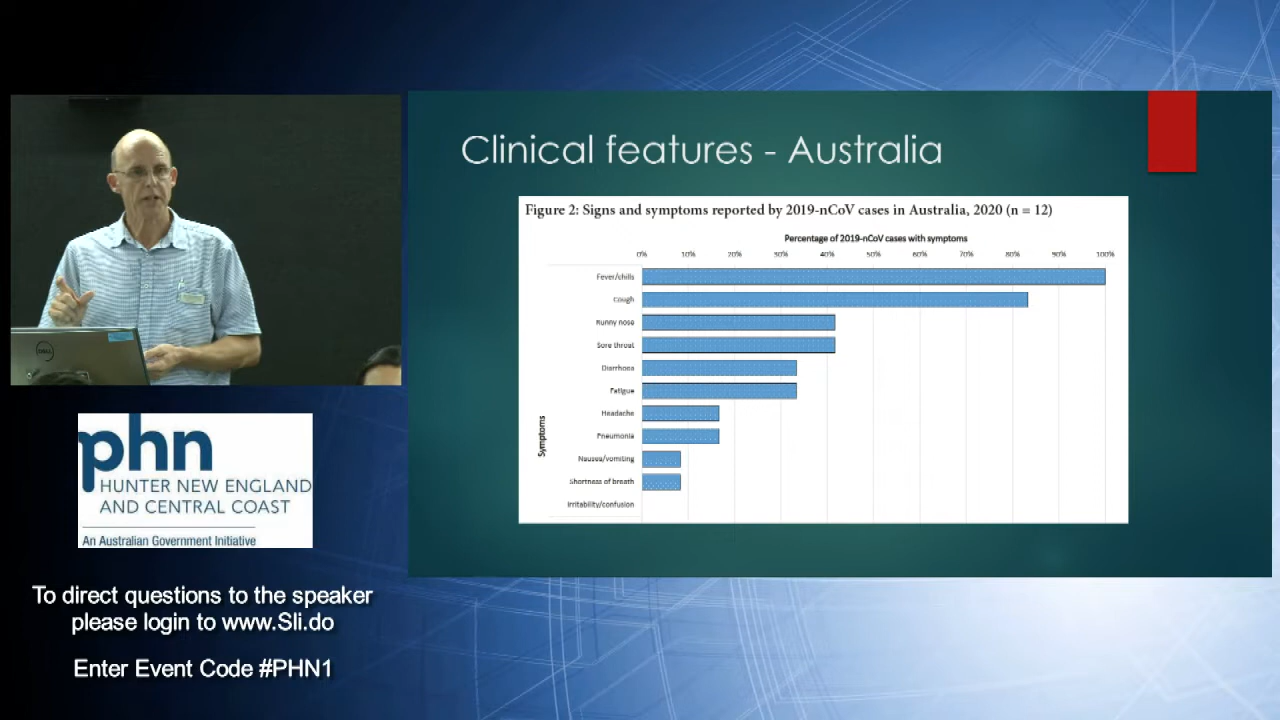 Clinical features - Australia
Figure 2: Signs and symptoms reported by 2019-nCoV cases in Australia, 2020 (n = 12)
Percentage of 2019-nCoV cases with symptoms
0% 10% 20% 30% 40% 50% 60% 70% 80% 90% 100%
Symptoms
Fever/chills
Cough
Runny nose
Sore throat
Diarrhoea
Fatigue
Headache
Pneumonia
Nausea/vomiting
Shortness of breath
Irritability/confusion
DELL
phn
HUNTER NEW ENGLAND
AND CENTRAL COAST
An Australian Government Initiative
To direct questions to the speaker
please login to www.Sli.do
Enter Event Code #PHN1